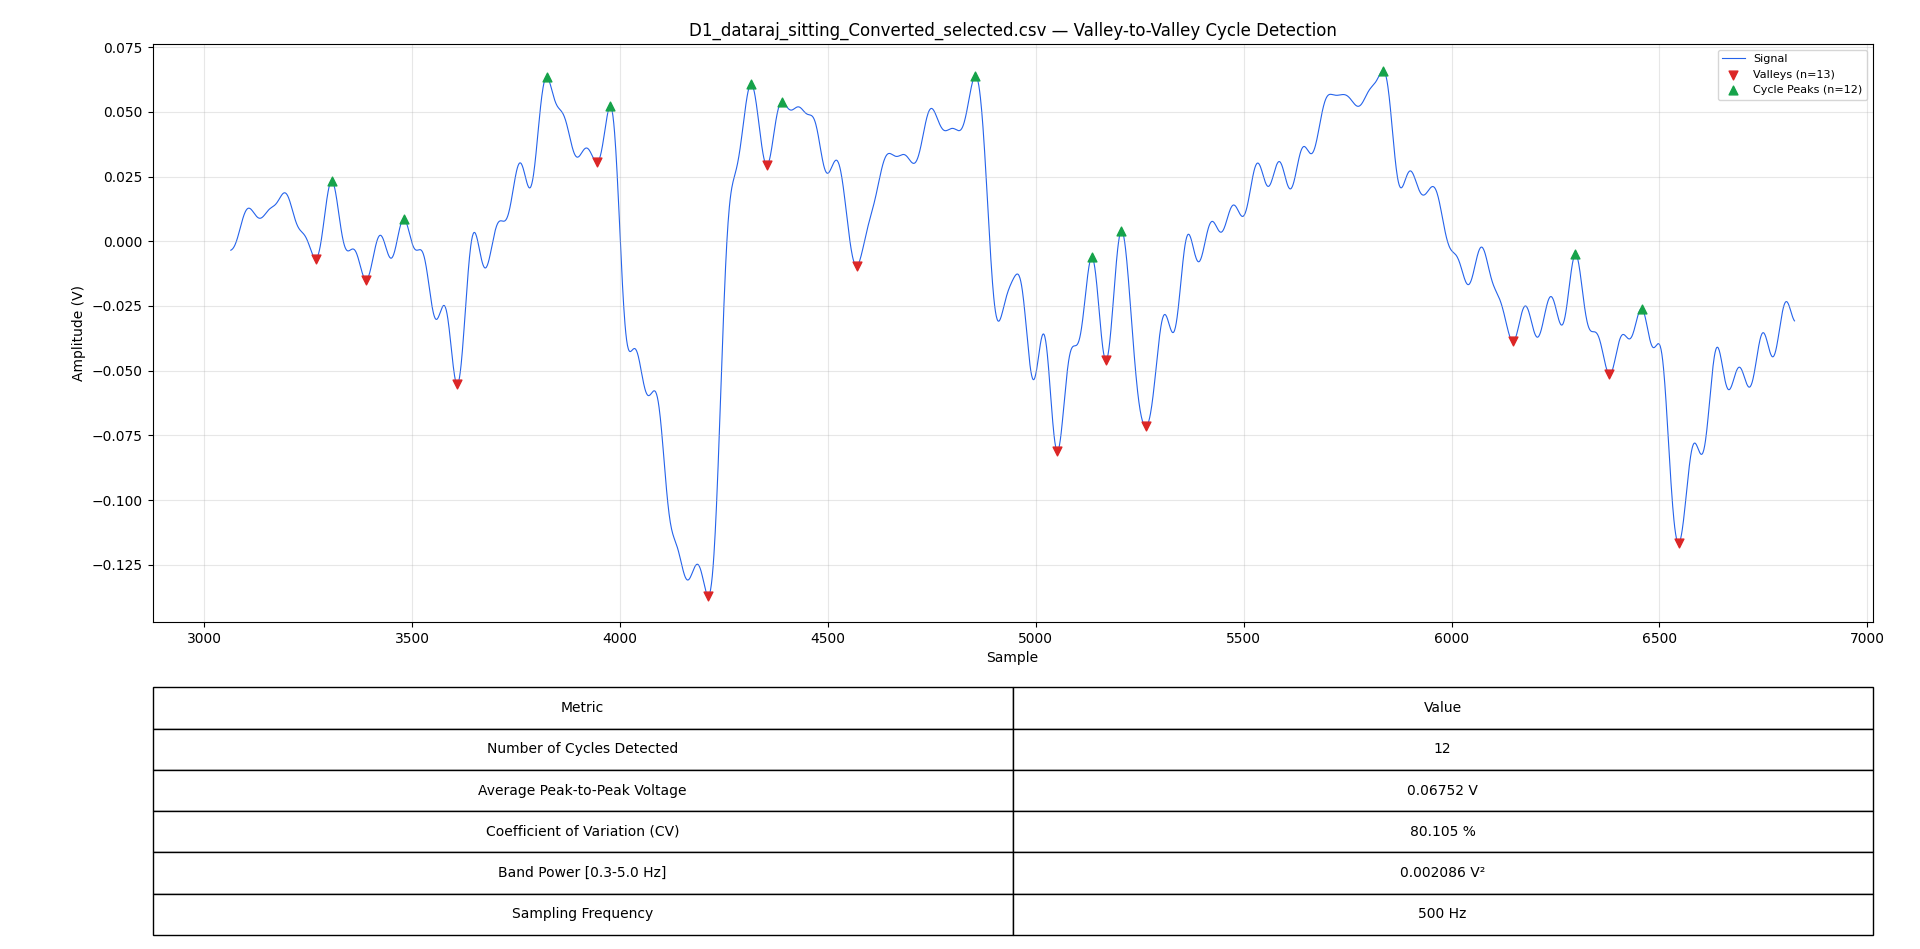 D1_dataraj_sitting_Converted_selected.csv — Valley-to-Valley Cycle Detection
Signal
Valleys (n=13)
Cycle Peaks (n=12)
Amplitude (V)
0.075
0.050
0.025
0.000
−0.025
−0.050
−0.075
−0.100
−0.125
3000 3500 4000 4500 5000 5500 6000 6500 7000
Sample
Metric Value
Number of Cycles Detected 12
Average Peak-to-Peak Voltage 0.06752 V
Coefficient of Variation (CV) 80.105 %
Band Power [0.3-5.0 Hz] 0.002086 V²
Sampling Frequency 500 Hz